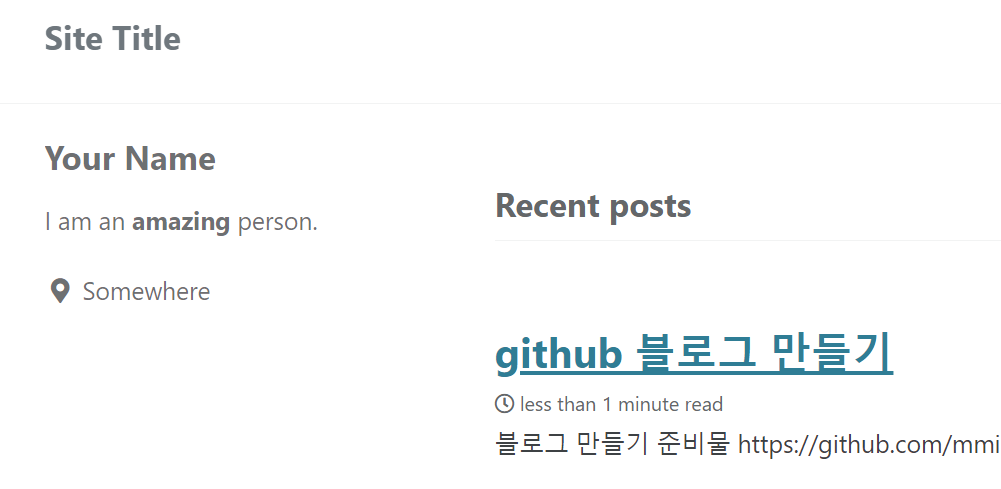 Site Title
Your Name
I am an amazing person.
Somewhere
Recent posts
github 블로그 만들기
less than 1 minute read
블로그 만들기 준비물 https://github.com/mmi